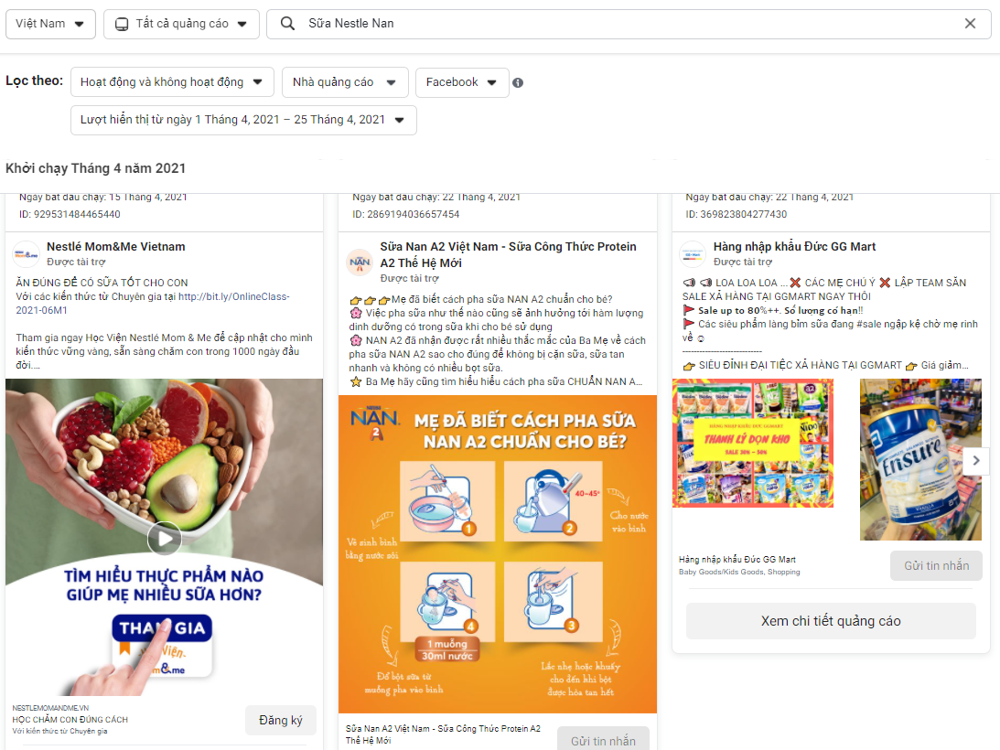 Việt Nam
Tất cả quảng cáo
Sữa Nestle Nan
Lọc theo:
Hoạt động và không hoạt động
Nhà quảng cáo
Facebook
Lượt hiển thị từ ngày 1 Tháng 4, 2021 – 25 Tháng 4, 2021
Khởi chạy Tháng 4 năm 2021
Ngày bắt đầu chạy: 15 Tháng 4, 2021
ID: 929531484465440
Nestlé Mom&Me Vietnam
Được tài trợ
ĂN ĐÚNG ĐỂ CÓ SỮA TỐT CHO CON
Với các kiến thức từ Chuyên gia tại http://bit.ly/OnlineClass-
2021-06M1
Tham gia ngay Học Viện Nestlé Mom & Me để cập nhật cho mình
kiến thức vững vàng, sẵn sàng chăm con trong 1000 ngày đầu
đời....
TÌM HIỂU THỰC PHẨM NÀO
GIÚP MẸ NHIỀU SỮA HƠN?
THAM GIA
Viện
&me
NESTLEMOMANDME.VN
HỌC CHĂM CON ĐÚNG CÁCH
Với kiến thức từ Chuyên gia
Đăng ký
Ngày bắt đầu chạy: 22 Tháng 4, 2021
ID: 2869194036657454
NAN
Sữa Nan A2 Việt Nam - Sữa Công Thức Protein
A2 Thế Hệ Mới
Được tài trợ
👉👉👉Mẹ đã biết cách pha sữa NAN A2 chuẩn cho bé?
🌸 Việc pha sữa như thế nào cũng sẽ ảnh hưởng tới hàm lượng
dinh dưỡng có trong sữa khi cho bé sử dụng
🌸 NAN A2 đã nhận được rất nhiều thắc mắc của Ba Mẹ về cách
pha sữa NAN A2 sao cho đúng để không bị cặn sữa, sữa tan
nhanh và không có nhiều bọt sữa.
⭐ Ba Mẹ hãy cũng tìm hiểu hiểu cách pha sữa CHUẨN NAN A...
Nestlé
NAN.
2
MẸ ĐÃ BIẾT CÁCH PHA SỮA
NAN A2 CHUẨN CHO BÉ?
1
40-45°
2
Vệ sinh bình
bằng nước sôi
Cho nước
vào bình
4
3
1 muỗng
30ml nước
Đổ bột sữa từ
muỗng pha vào bình
Lắc nhẹ hoặc khuấy
cho đến khi bột
được hòa tan hết
Sữa Nan A2 Việt Nam - Sữa Công Thức Protein A2
Thế Hệ Mới
Gửi tin nhắn
Ngày bắt đầu chạy: 22 Tháng 4, 2021
ID: 369823804277430
Hàng nhập khẩu Đức GG Mart
Được tài trợ
📢 📢 LOA LOA LOA ...❌ CÁC MẸ CHÚ Ý ❌ LẬP TEAM SĂN
SALE XẢ HÀNG TẠI GGMART NGAY THÔI
🚩 Sale up to 80%++. Số lượng có hạn!!
🚩 Các siêu phẩm làng bỉm sữa đang #sale ngập kệ chờ mẹ rinh
về ☺
----------------------------
👉 SIÊU ĐỈNH ĐẠI TIỆC XẢ HÀNG TẠI GGMART 👉 Giá giảm...
HÀNG NHẬP KHẨU ĐỨC GGMART
THANH LÝ DỌN KHO
SALE 20% - 50%
NIDO
a2
Ensure
VANILLA
Hàng nhập khẩu Đức GG Mart
Baby Goods/Kids Goods, Shopping
Gửi tin nhắn
Xem chi tiết quảng cáo